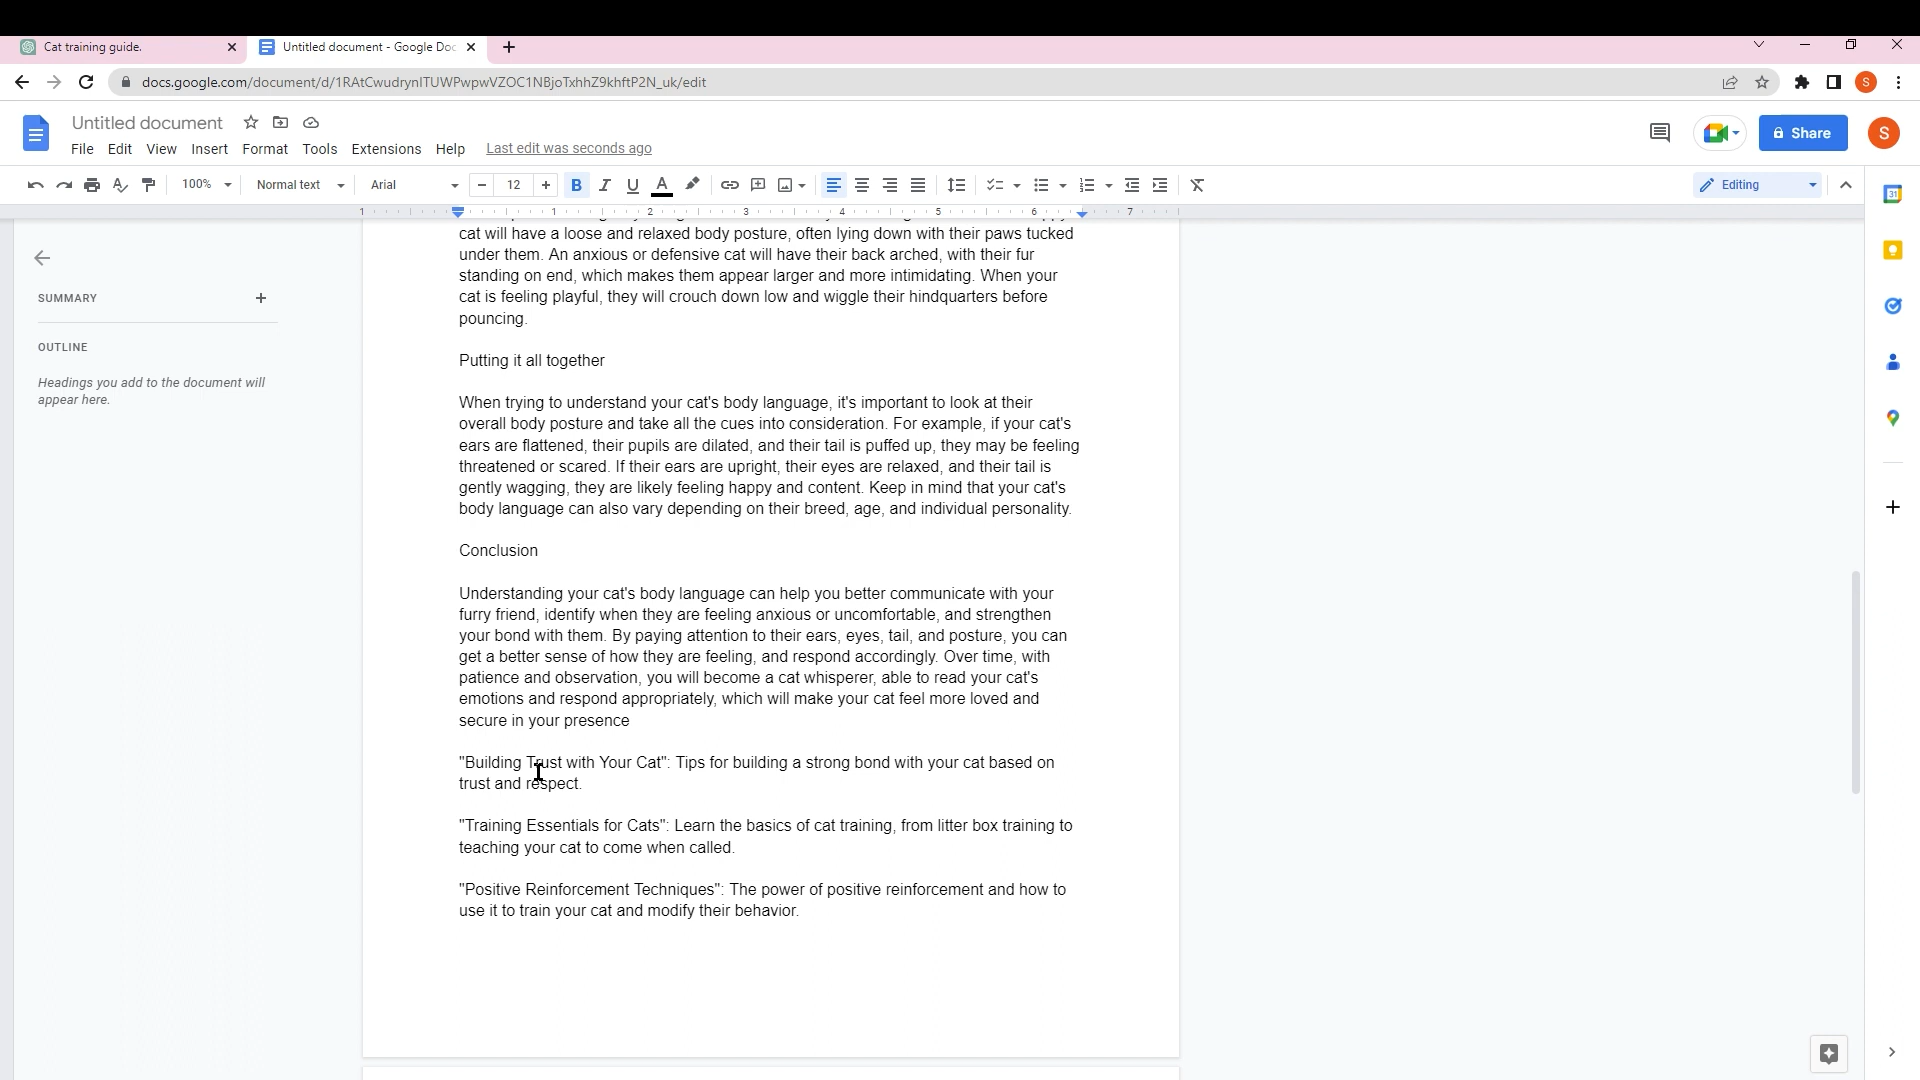 Cat training guide.
Untitled document - Google Doc
docs.google.com/document/d/1RAtCwudrynITUWPwpwVZOC1NBjoTxhhZ9khftP2N_uk/edit
S
Untitled document
Share
S
File Edit View Insert Format Tools Extensions Help Last edit was seconds ago
100% Normal text Arial 12 B I U A Editing
1 1 2 3 4 5 6 7
31
cat will have a loose and relaxed body posture, often lying down with their paws tucked
under them. An anxious or defensive cat will have their back arched, with their fur
standing on end, which makes them appear larger and more intimidating. When your
cat is feeling playful, they will crouch down low and wiggle their hindquarters before
pouncing.
SUMMARY
OUTLINE
Headings you add to the document will
appear here.
Putting it all together
When trying to understand your cat's body language, it's important to look at their
overall body posture and take all the cues into consideration. For example, if your cat's
ears are flattened, their pupils are dilated, and their tail is puffed up, they may be feeling
threatened or scared. If their ears are upright, their eyes are relaxed, and their tail is
gently wagging, they are likely feeling happy and content. Keep in mind that your cat's
body language can also vary depending on their breed, age, and individual personality.
Conclusion
Understanding your cat's body language can help you better communicate with your
furry friend, identify when they are feeling anxious or uncomfortable, and strengthen
your bond with them. By paying attention to their ears, eyes, tail, and posture, you can
get a better sense of how they are feeling, and respond accordingly. Over time, with
patience and observation, you will become a cat whisperer, able to read your cat's
emotions and respond appropriately, which will make your cat feel more loved and
secure in your presence
"Building Trust with Your Cat": Tips for building a strong bond with your cat based on
trust and respect.
"Training Essentials for Cats": Learn the basics of cat training, from litter box training to
teaching your cat to come when called.
"Positive Reinforcement Techniques": The power of positive reinforcement and how to
use it to train your cat and modify their behavior.